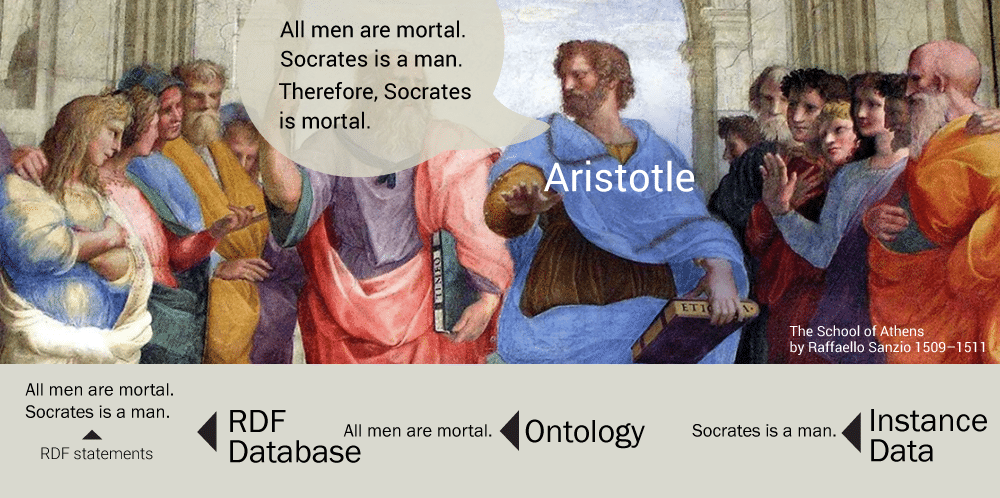 All men are mortal.
Socrates is a man.
Therefore, Socrates
is mortal.
Aristotle
TIMEO
ETIC
The School of Athens
by Raffaello Sanzio 1509–1511
All men are mortal.
Socrates is a man.
RDF statements
RDF
Database
All men are mortal.
Ontology
Socrates is a man.
Instance
Data